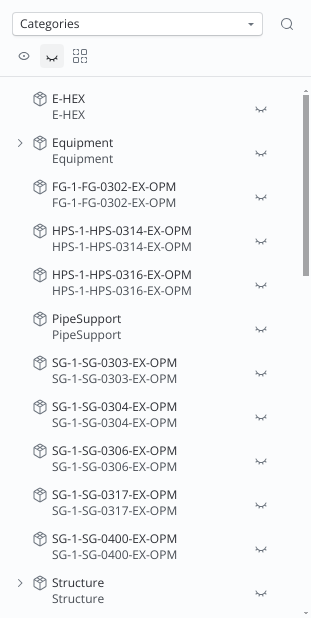 Categories
E-HEX
E-HEX
Equipment
Equipment
FG-1-FG-0302-EX-OPM
FG-1-FG-0302-EX-OPM
HPS-1-HPS-0314-EX-OPM
HPS-1-HPS-0314-EX-OPM
HPS-1-HPS-0316-EX-OPM
HPS-1-HPS-0316-EX-OPM
PipeSupport
PipeSupport
SG-1-SG-0303-EX-OPM
SG-1-SG-0303-EX-OPM
SG-1-SG-0304-EX-OPM
SG-1-SG-0304-EX-OPM
SG-1-SG-0306-EX-OPM
SG-1-SG-0306-EX-OPM
SG-1-SG-0317-EX-OPM
SG-1-SG-0317-EX-OPM
SG-1-SG-0400-EX-OPM
SG-1-SG-0400-EX-OPM
Structure
Structure